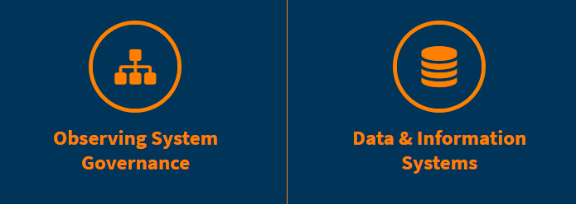 Observing System
Governance
Data & Information
Systems